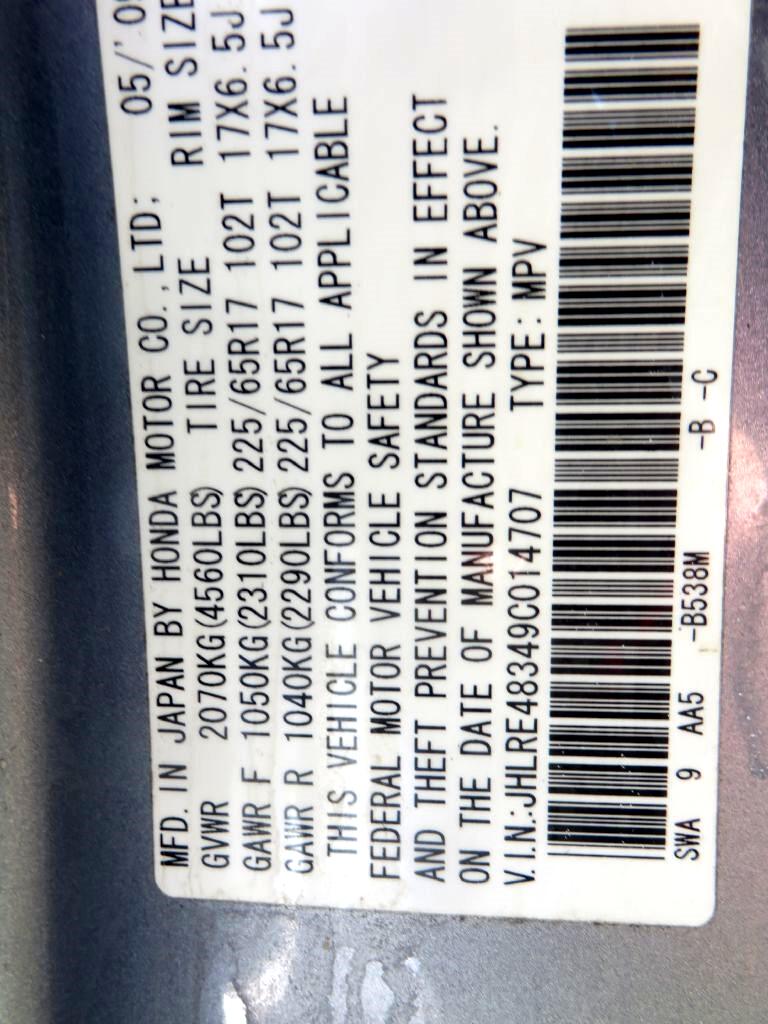 MFD. IN JAPAN BY HONDA MOTOR CO.,LTD; 05/'09
GVWR 2070KG(4560LBS) TIRE SIZE RIM SIZE
GAWR F 1050KG(2310LBS) 225/65R17 102T 17X6.5J
GAWR R 1040KG(2290LBS) 225/65R17 102T 17X6.5J
THIS VEHICLE CONFORMS TO ALL APPLICABLE
FEDERAL MOTOR VEHICLE SAFETY
AND THEFT PREVENTION STANDARDS IN EFFECT
ON THE DATE OF MANUFACTURE SHOWN ABOVE.
V.I.N:JHLRE48349C014707 TYPE:MPV
SWA 9 AA5 -B538M -B -C